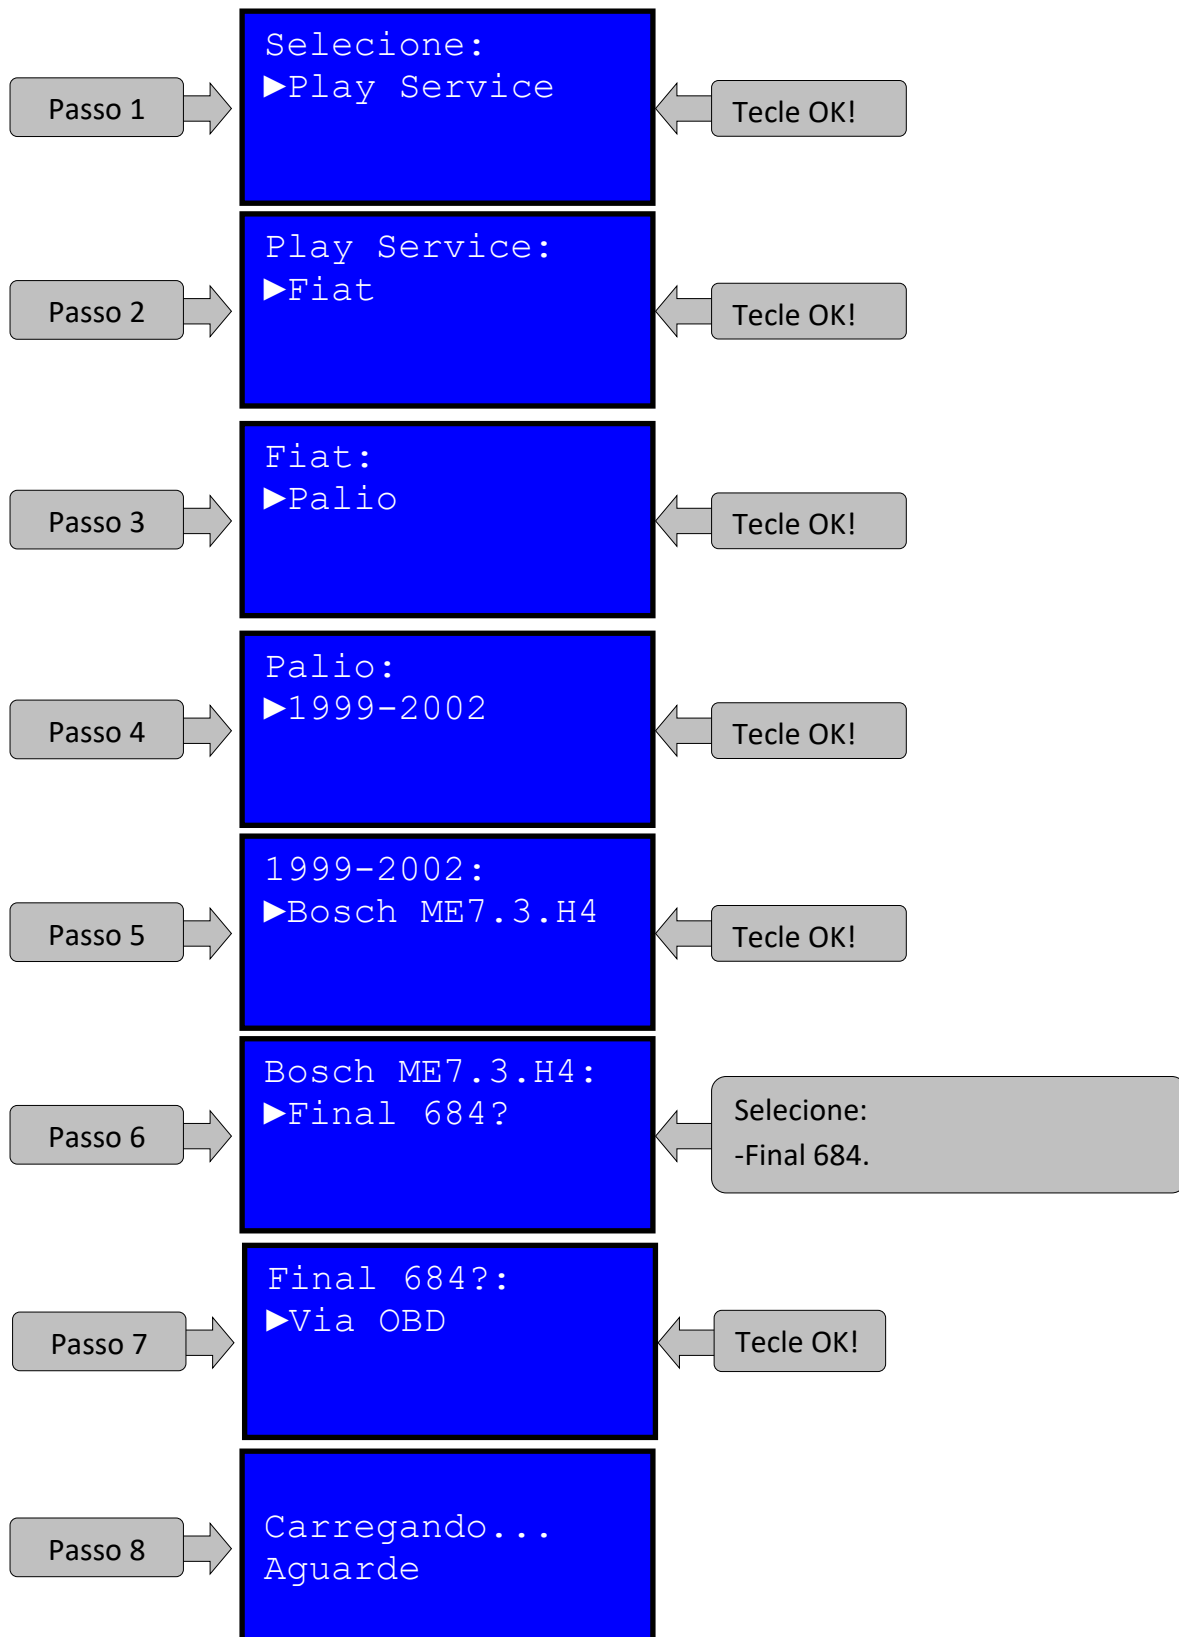 Selecione:
Passo 1
►Play Service
Tecle OK!
Play Service:
Passo 2
►Fiat
Tecle OK!
Fiat:
Passo 3
►Palio
Tecle OK!
Palio:
Passo 4
►1999-2002
Tecle OK!
1999-2002:
Passo 5
►Bosch ME7.3.H4
Tecle OK!
Bosch ME7.3.H4:
Passo 6
►Final 684?
Selecione:
-Final 684.
Final 684?:
Passo 7
►Via OBD
Tecle OK!
Passo 8
Carregando...
Aguarde